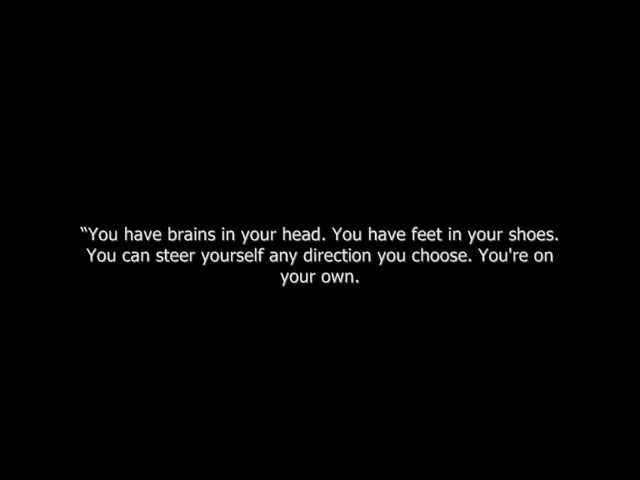 “You have brains in your head. You have feet in your shoes.
You can steer yourself any direction you choose. You're on
your own.